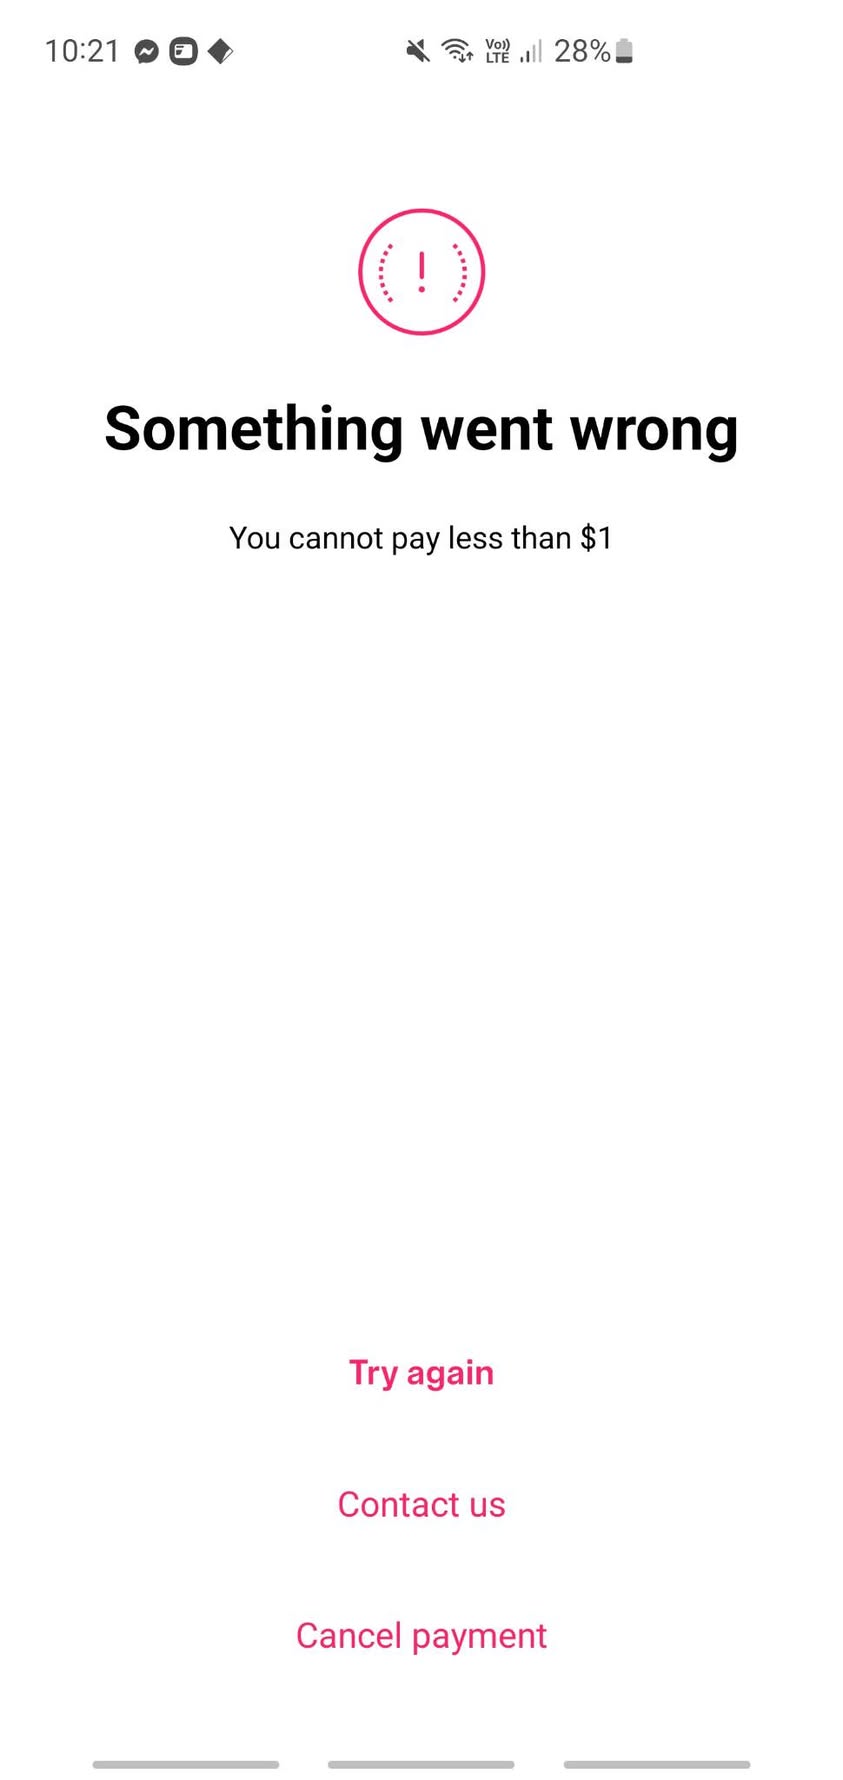 10:21 Vo)) LTE 28%
!
Something went wrong
You cannot pay less than $1
Try again
Contact us
Cancel payment